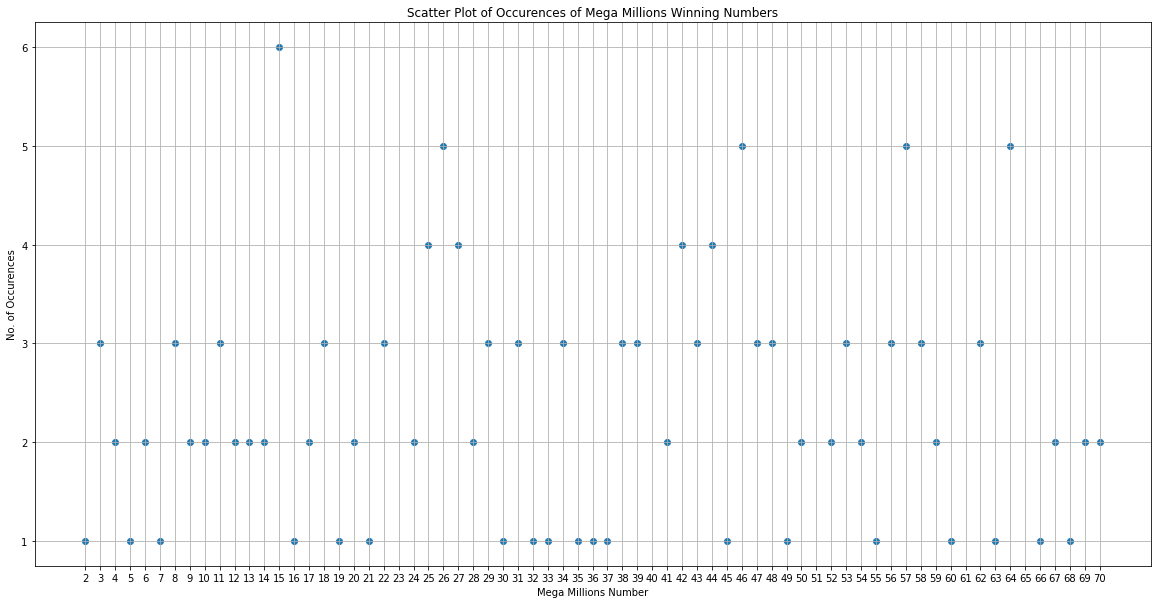 Scatter Plot of Occurences of Mega Millions Winning Numbers
No. of Occurences
6
5
4
3
2
1
2 3 4 5 6 7 8 9 10 11 12 13 14 15 16 17 18 19 20 21 22 23 24 25 26 27 28 29 30 31 32 33 34 35 36 37 38 39 40 41 42 43 44 45 46 47 48 49 50 51 52 53 54 55 56 57 58 59 60 61 62 63 64 65 66 67 68 69 70
Mega Millions Number